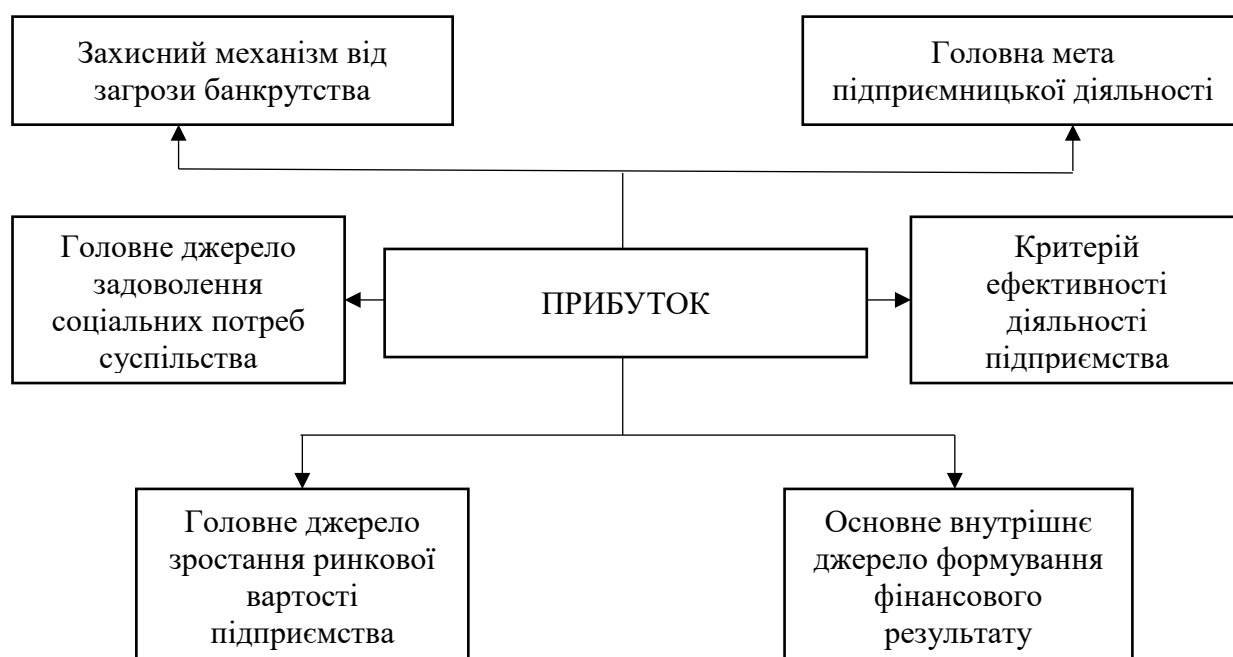 Захисний механізм від
загрози банкрутства
Головна мета
підприємницької діяльності
Головне джерело
задоволення
соціальних потреб
суспільства
ПРИБУТОК
Критерій
ефективності
діяльності
підприємства
Головне джерело
зростання ринкової
вартості
підприємства
Основне внутрішнє
джерело формування
фінансового
результату